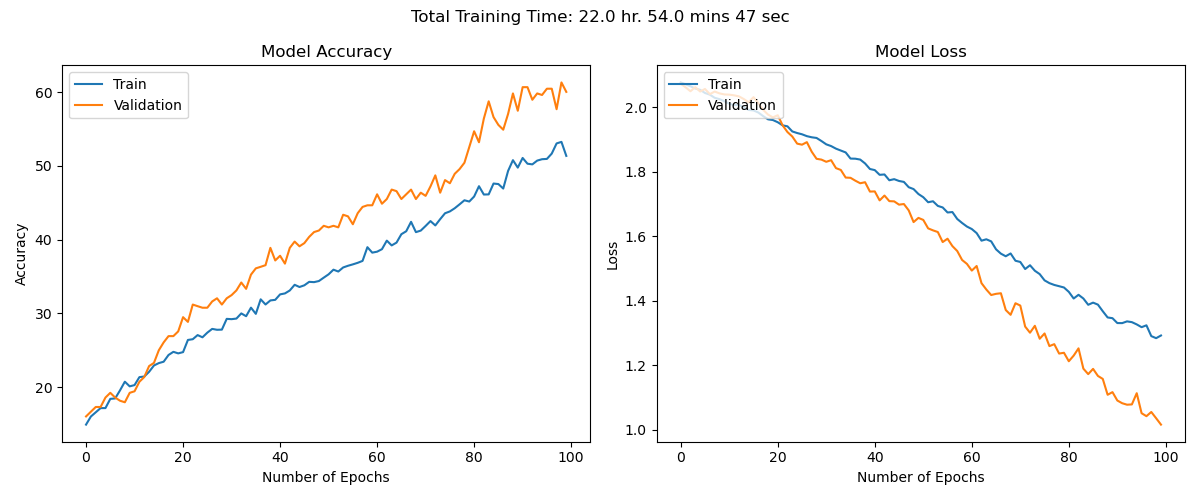 Total Training Time: 22.0 hr. 54.0 mins 47 sec
Model Accuracy
Train
Validation
60
50
40
30
20
Accuracy
0 20 40 60 80 100
Number of Epochs
Model Loss
Train
Validation
2.0
1.8
1.6
1.4
1.2
1.0
Loss
0 20 40 60 80 100
Number of Epochs